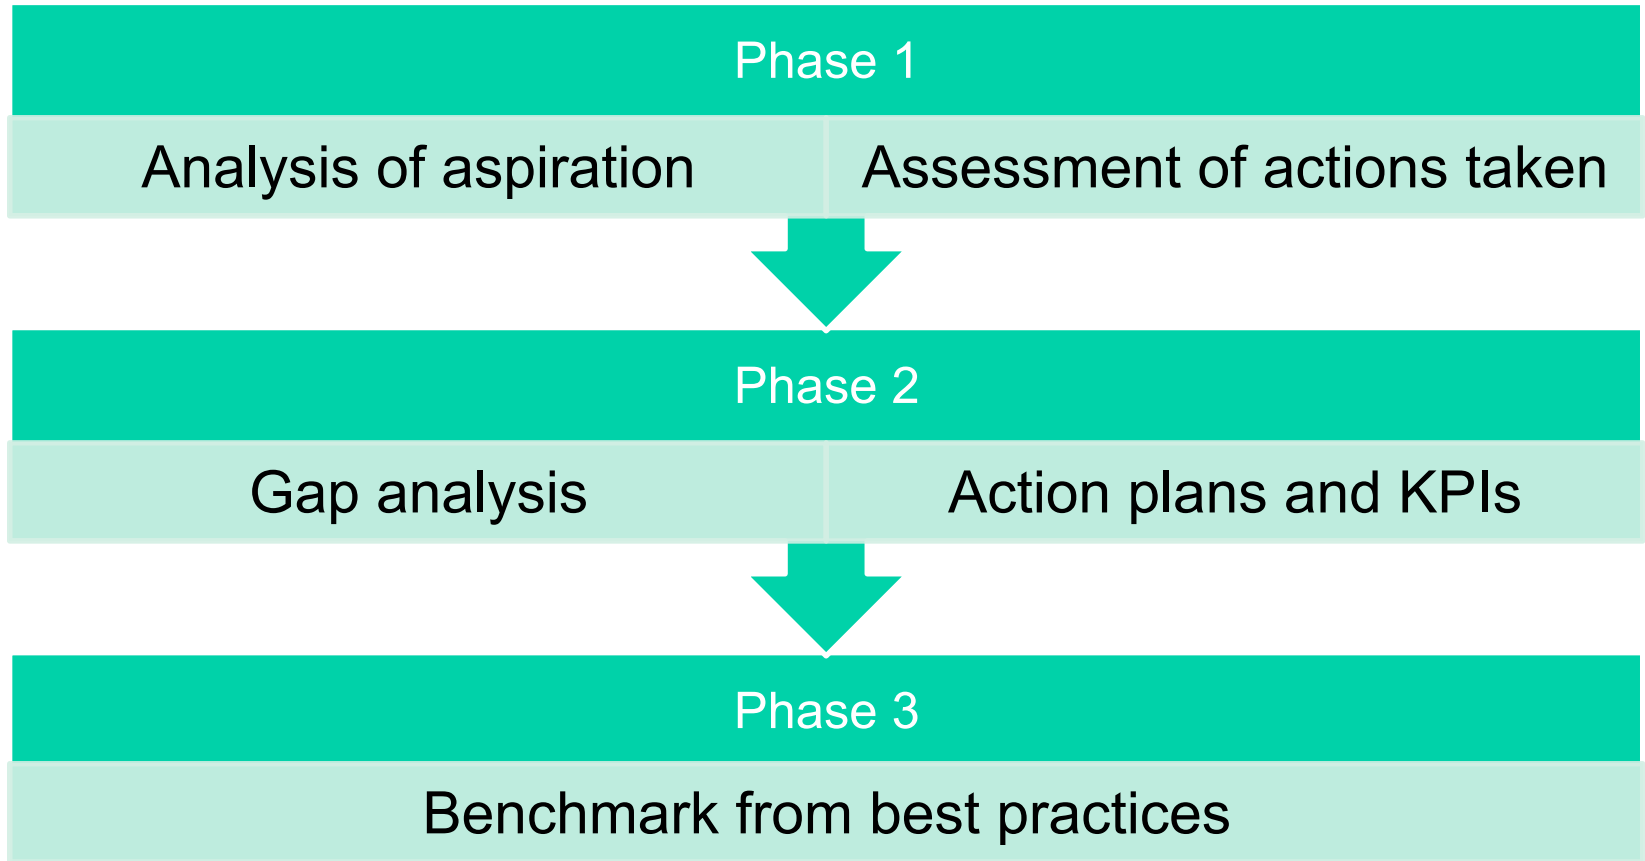 Phase 1
Analysis of aspiration
Assessment of actions taken
Phase 2
Gap analysis
Action plans and KPIs
Phase 3
Benchmark from best practices